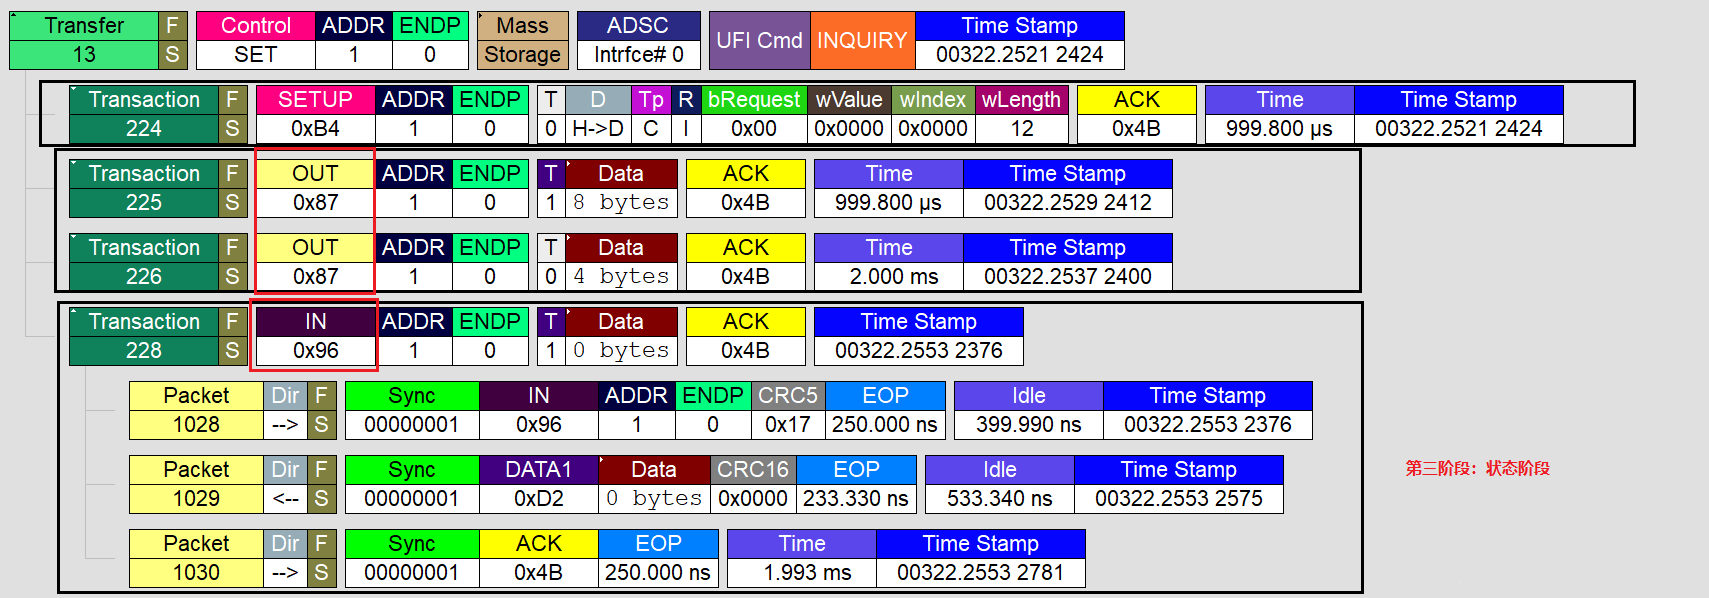 Transfer F Control ADDR ENDP Mass ADSC UFI Cmd INQUIRY Time Stamp
13 S SET 1 0 Storage Intrfce# 0 00322.2521 2424
Transaction F SETUP ADDR ENDP T D Tp R bRequest wValue wIndex wLength ACK Time Time Stamp
224 S 0xB4 1 0 0 H->D C I 0x00 0x0000 0x0000 12 0x4B 999.800 µs 00322.2521 2424
Transaction F OUT ADDR ENDP T Data ACK Time Time Stamp
225 S 0x87 1 0 1 8 bytes 0x4B 999.800 µs 00322.2529 2412
Transaction F OUT ADDR ENDP T Data ACK Time Time Stamp
226 S 0x87 1 0 0 4 bytes 0x4B 2.000 ms 00322.2537 2400
Transaction F IN ADDR ENDP T Data ACK Time Stamp
228 S 0x96 1 0 1 0 bytes 0x4B 00322.2553 2376
Packet Dir F Sync IN ADDR ENDP CRC5 EOP Idle Time Stamp
1028 --> S 00000001 0x96 1 0 0x17 250.000 ns 399.990 ns 00322.2553 2376
Packet Dir F Sync DATA1 Data CRC16 EOP Idle Time Stamp
1029 <-- S 00000001 0xD2 0 bytes 0x0000 233.330 ns 533.340 ns 00322.2553 2575
第三阶段：状态阶段
Packet Dir F Sync ACK EOP Time Time Stamp
1030 --> S 00000001 0x4B 250.000 ns 1.993 ms 00322.2553 2781